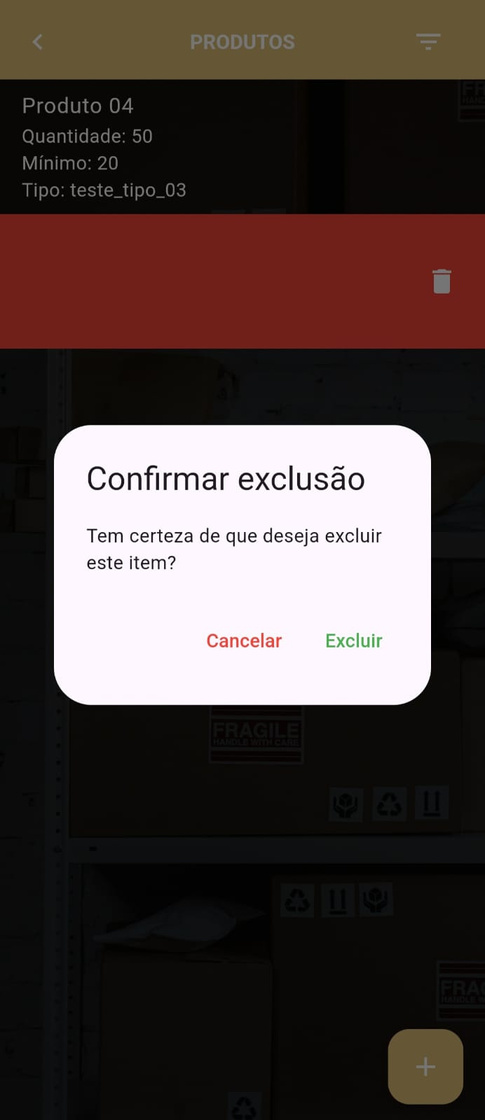 PRODUTOS
Produto 04
Quantidade: 50
Mínimo: 20
Tipo: teste_tipo_03
Confirmar exclusão
Tem certeza de que deseja excluir
este item?
Cancelar
Excluir
FRAGILE
HANDLE WITH CARE